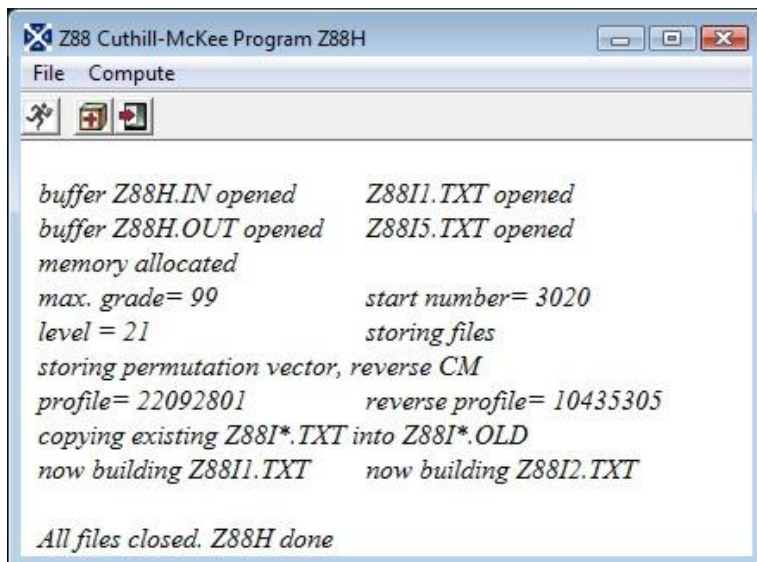 Z88 Cuthill-McKee Program Z88H
File Compute
buffer Z88H.IN opened Z88I1.TXT opened
buffer Z88H.OUT opened Z88I5.TXT opened
memory allocated
max. grade= 99 start number= 3020
level = 21 storing files
storing permutation vector, reverse CM
profile= 22092801 reverse profile= 10435305
copying existing Z88I*.TXT into Z88I*.OLD
now building Z88I1.TXT now building Z88I2.TXT
All files closed. Z88H done